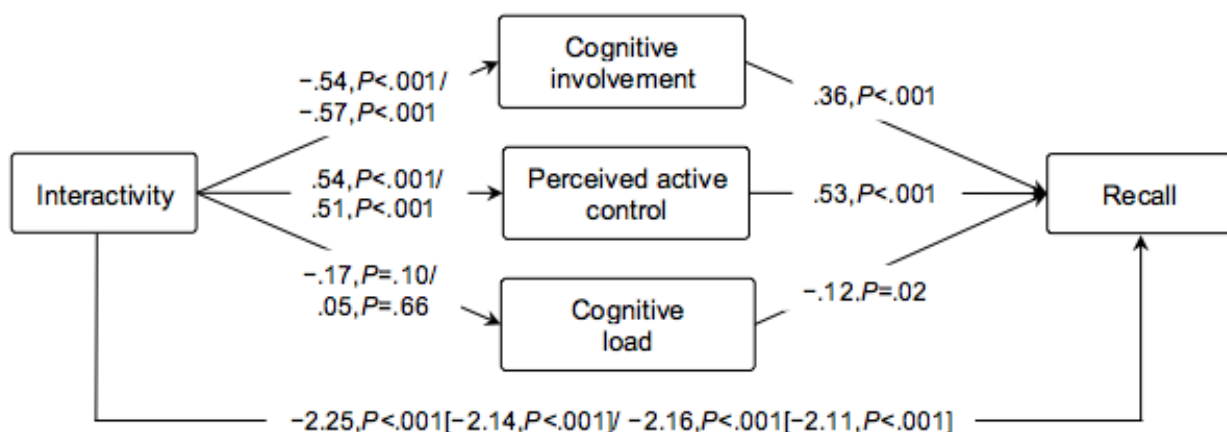 Cognitive
involvement
−.54,P<.001/
−.57,P<.001
.36,P<.001
Interactivity
.54,P<.001/
.51,P<.001
Perceived active
control
.53,P<.001
Recall
−.17,P=.10/
.05,P=.66
Cognitive
load
−.12.P=.02
−2.25,P<.001[−2.14,P<.001]/ −2.16,P<.001[−2.11,P<.001]